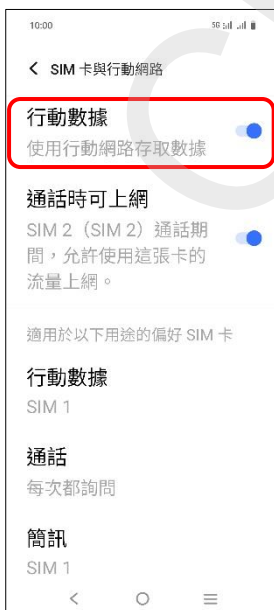 10:00
5G
SIM 卡與行動網路
行動數據
使用行動網路存取數據
通話時可上網
SIM 2（SIM 2）通話期
間，允許使用這張卡的
流量上網。
適用於以下用途的偏好 SIM 卡
行動數據
SIM 1
通話
每次都詢問
簡訊
SIM 1